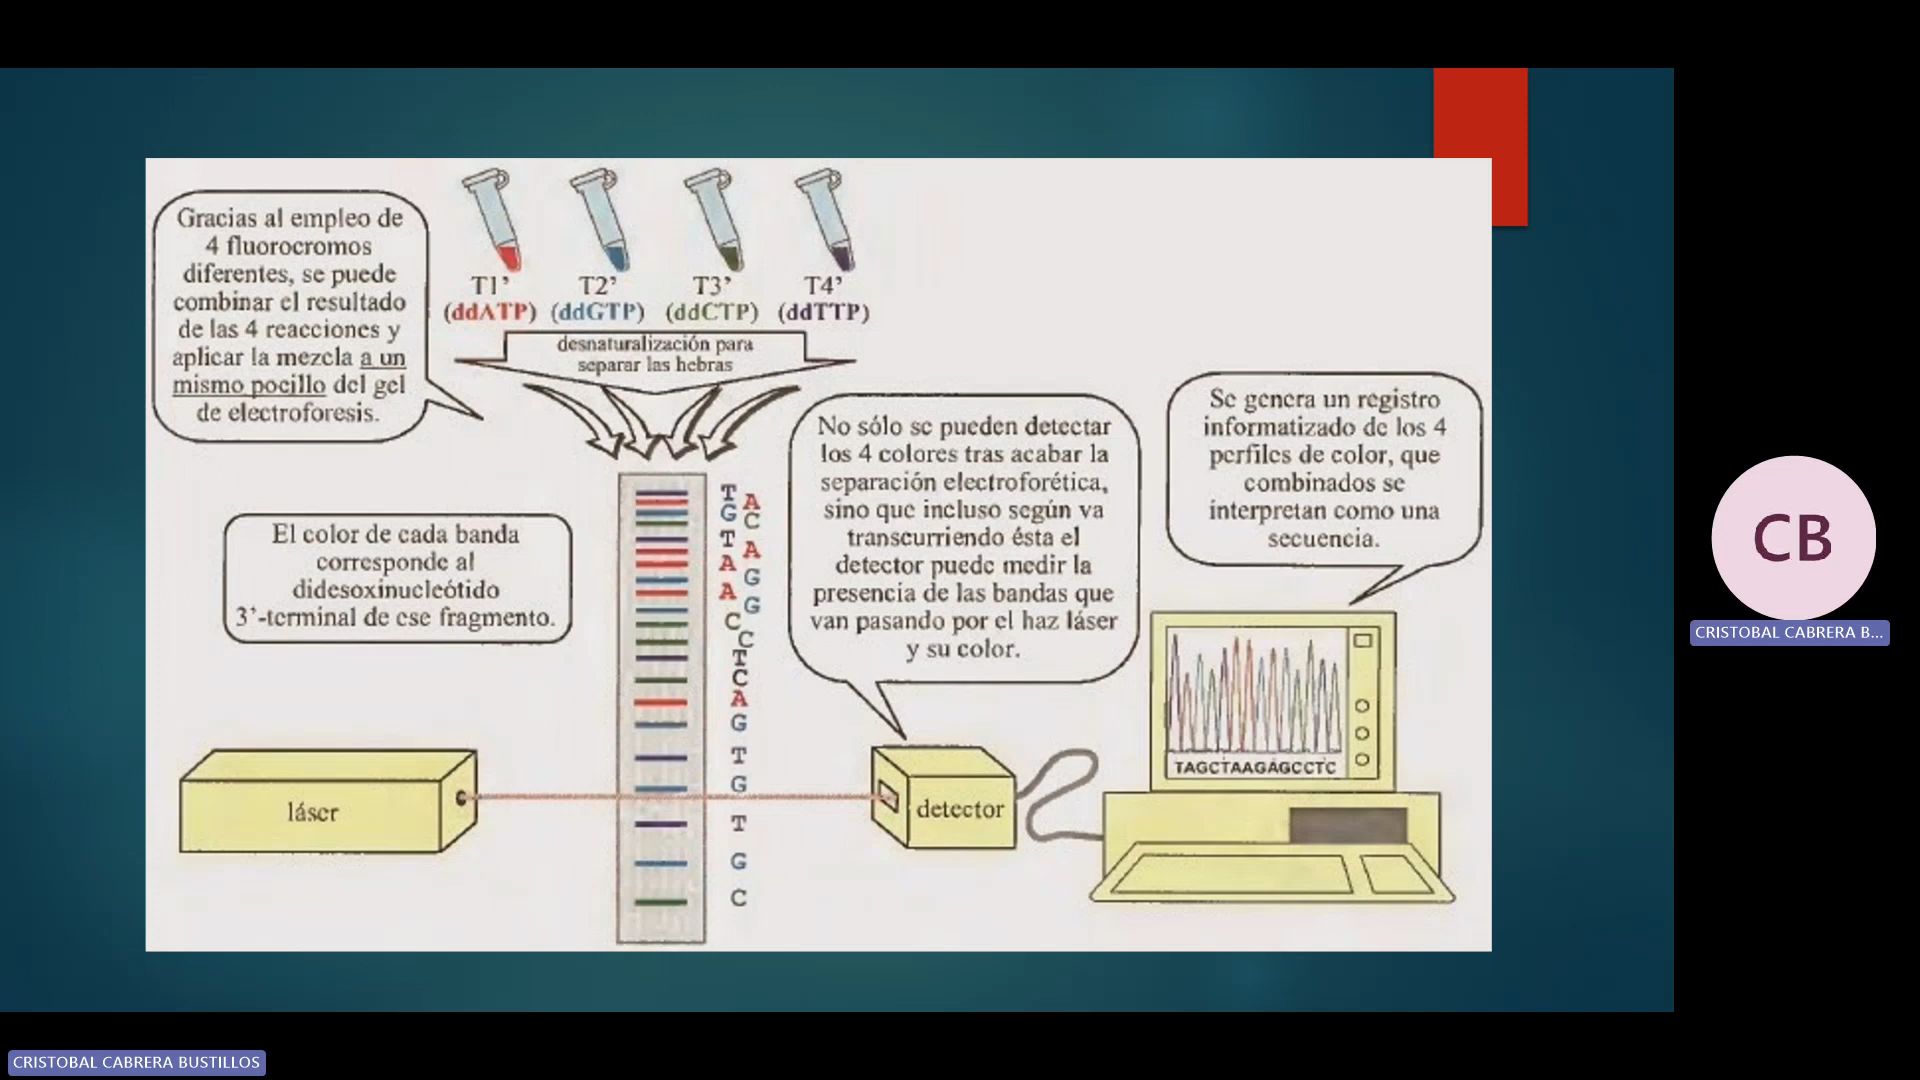 Gracias al empleo de
4 fluorocromos
diferentes, se puede
combinar el resultado
de las 4 reacciones y
aplicar la mezcla a un
mismo pocillo del gel
de electroforesis.
T1’ T2’ T3’ T4’
(ddATP) (ddGTP) (ddCTP) (ddTTP)
desnaturalización para
separar las hebras
El color de cada banda
corresponde al
didesoxinucleótido
3’-terminal de ese fragmento.
T
A
G
C
T
A
A
G
A
G
C
C
T
C
A
G
T
G
T
G
C
No sólo se pueden detectar
los 4 colores tras acabar la
separación electroforética,
sino que incluso según va
transcurriendo ésta el
detector puede medir la
presencia de las bandas que
van pasando por el haz láser
y su color.
Se genera un registro
informatizado de los 4
perfiles de color, que
combinados se
interpretan como una
secuencia.
láser
detector
TAGCTAAGAGCCTC
CB
CRISTOBAL CABRERA B...
CRISTOBAL CABRERA BUSTILLOS